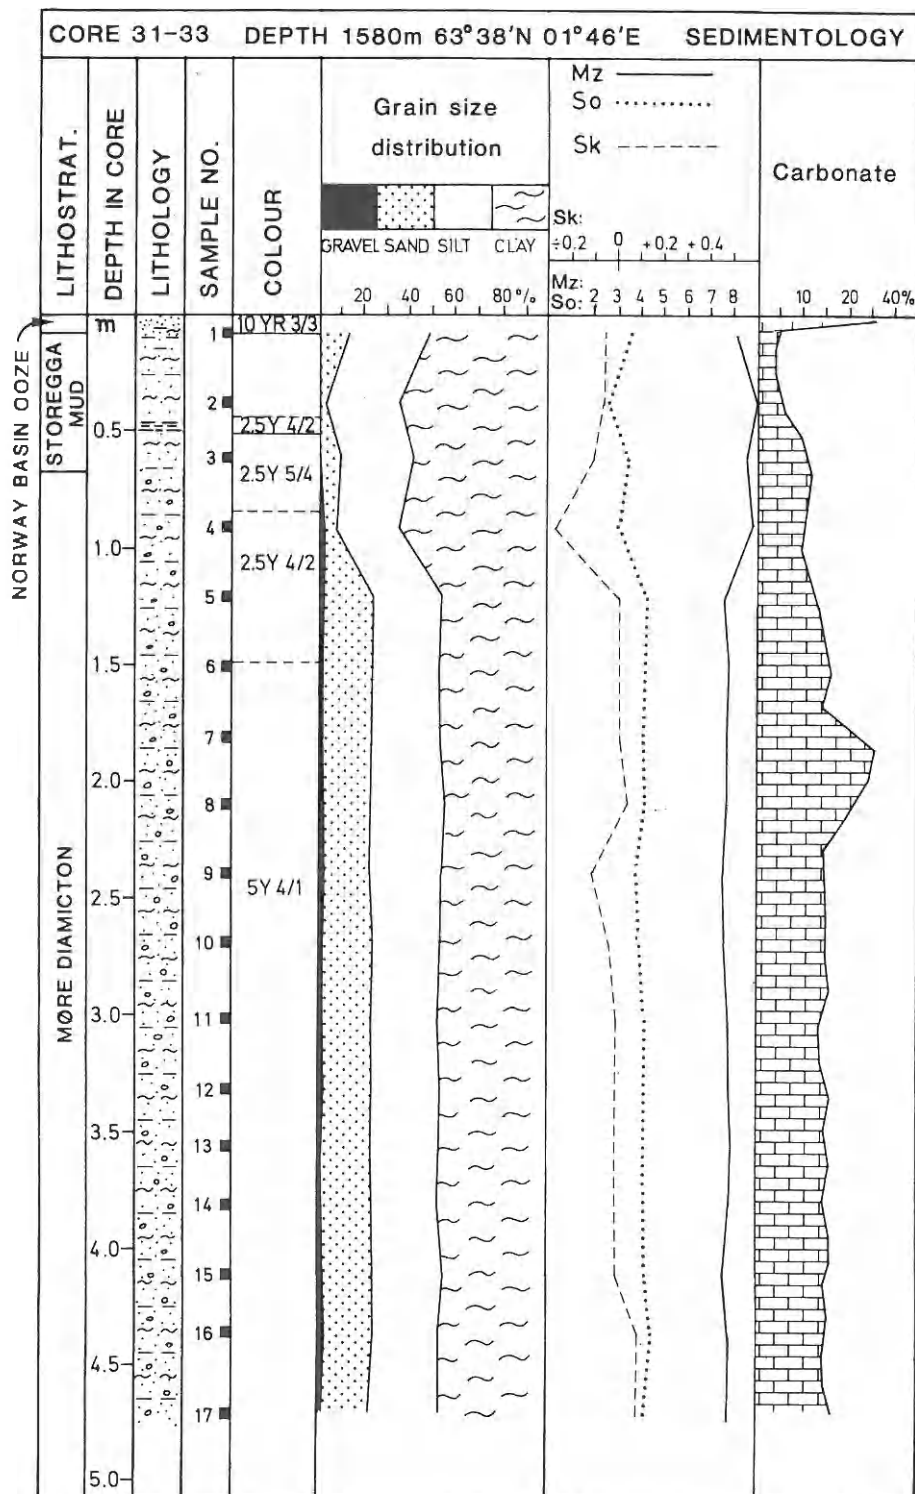 CORE 31-33 DEPTH 1580m 63°38'N 01°46'E SEDIMENTOLOGY
LITHOSTRAT.
DEPTH IN CORE
LITHOLOGY
SAMPLE NO.
COLOUR
Grain size
distribution
GRAVEL SAND SILT CLAY
20 40 60 80 %
Mz
So
Sk
Sk:
÷0.2 0 +0.2 +0.4
Mz:
So: 2 3 4 5 6 7 8
Carbonate
10 20 40%
NORWAY BASIN OOZE
STOREGGA
MUD
MØRE DIAMICTON
m
0.5
1.0
1.5
2.0
2.5
3.0
3.5
4.0
4.5
5.0
1
2
3
4
5
6
7
8
9
10
11
12
13
14
15
16
17
10 YR 3/3
2.5Y 4/2
2.5Y 5/4
2.5Y 4/2
5Y 4/1